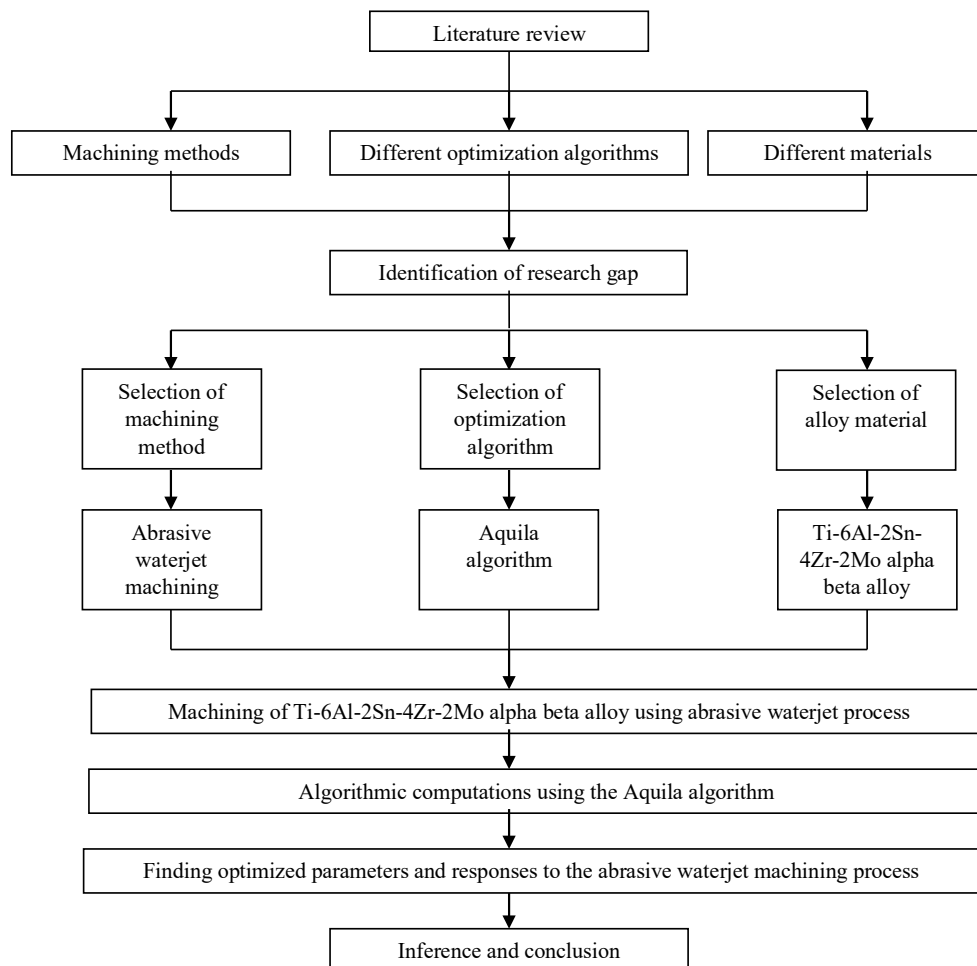 Literature review
Machining methods
Different optimization algorithms
Different materials
Identification of research gap
Selection of
machining
method
Selection of
optimization
algorithm
Selection of
alloy material
Abrasive
waterjet
machining
Aquila
algorithm
Ti-6Al-2Sn-
4Zr-2Mo alpha
beta alloy
Machining of Ti-6Al-2Sn-4Zr-2Mo alpha beta alloy using abrasive waterjet process
Algorithmic computations using the Aquila algorithm
Finding optimized parameters and responses to the abrasive waterjet machining process
Inference and conclusion